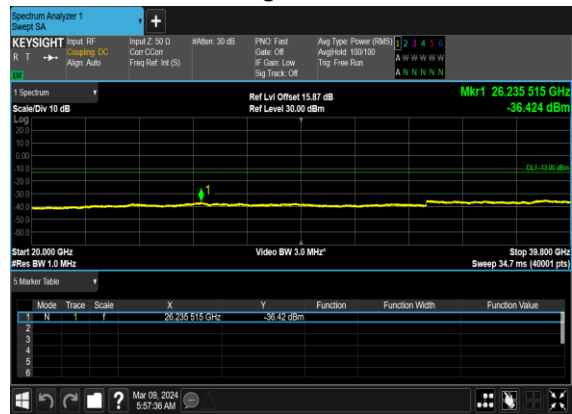 Spectrum Analyzer 1
Swept SA
+
KEYSIGHT Input: RF Input Z: 50 Ω #Atten: 30 dB PNO: Fast Avg Type: Power (RMS) 1 2 3 4 5 6
R T Coupling: DC Corr CCorr Gate: Off Avg|Hold: 100/100 A W W W W W
Align: Auto Freq Ref: Int (S) IF Gain: Low Trig: Free Run
Sig Track: Off A N N N N N
1 Spectrum Ref Lvl Offset 15.87 dB Mkr1 26.235 515 GHz
Scale/Div 10 dB Ref Level 30.00 dBm -36.424 dBm
Log
20.0
10.0
0.00
-10.0 DL1 -13.00 dBm
-20.0
-30.0 1
-40.0
-50.0
-60.0
Start 20.000 GHz Video BW 3.0 MHz* Stop 39.800 GHz
#Res BW 1.0 MHz Sweep 34.7 ms (40001 pts)
5 Marker Table
Mode Trace Scale X Y Function Function Width Function Value
1 N 1 f 26.235 515 GHz -36.42 dBm
2
3
4
5
6
? Mar 09, 2024
5:57:36 AM